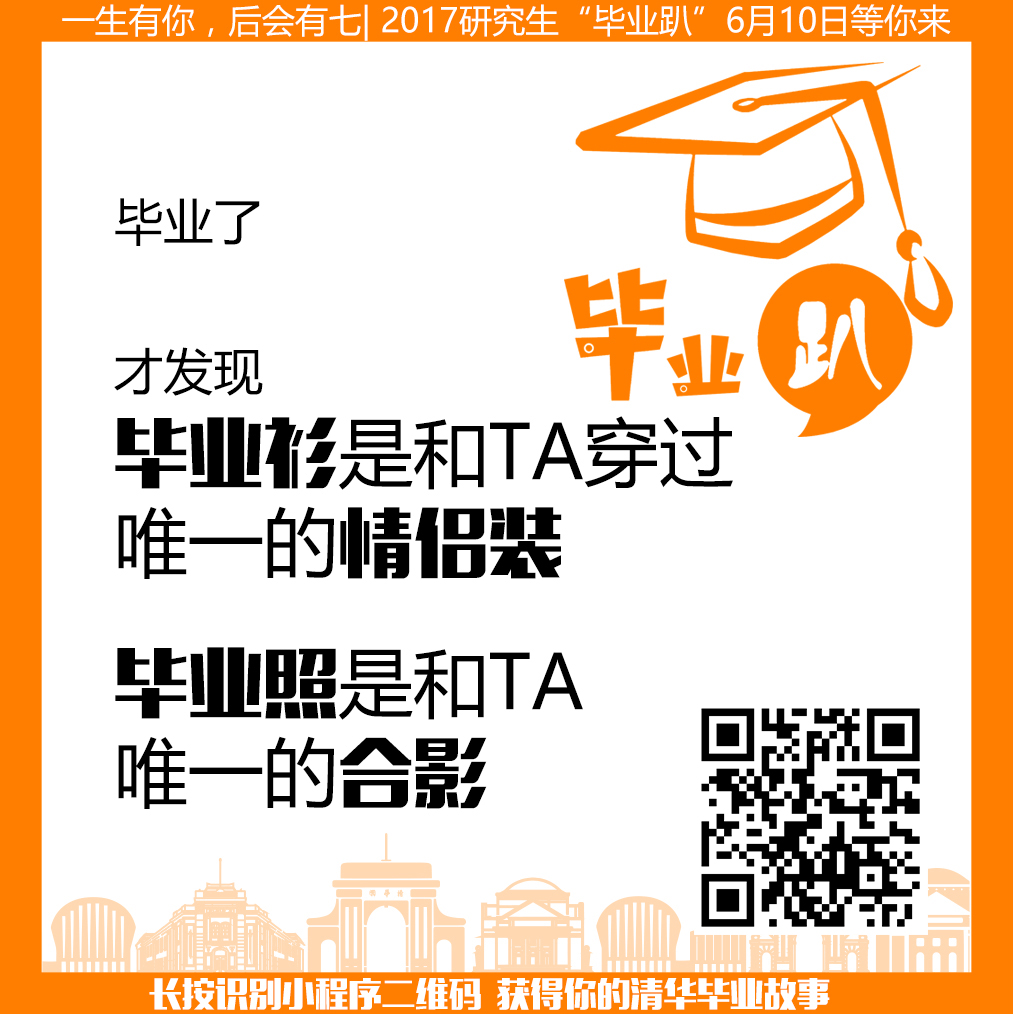 一生有你，后会有七| 2017研究生“毕业趴”6月10日等你来
毕业趴
毕业了
才发现
毕业衫是和TA穿过
唯一的情侣装
毕业照是和TA
唯一的合影
长按识别小程序二维码 获得你的清华毕业故事